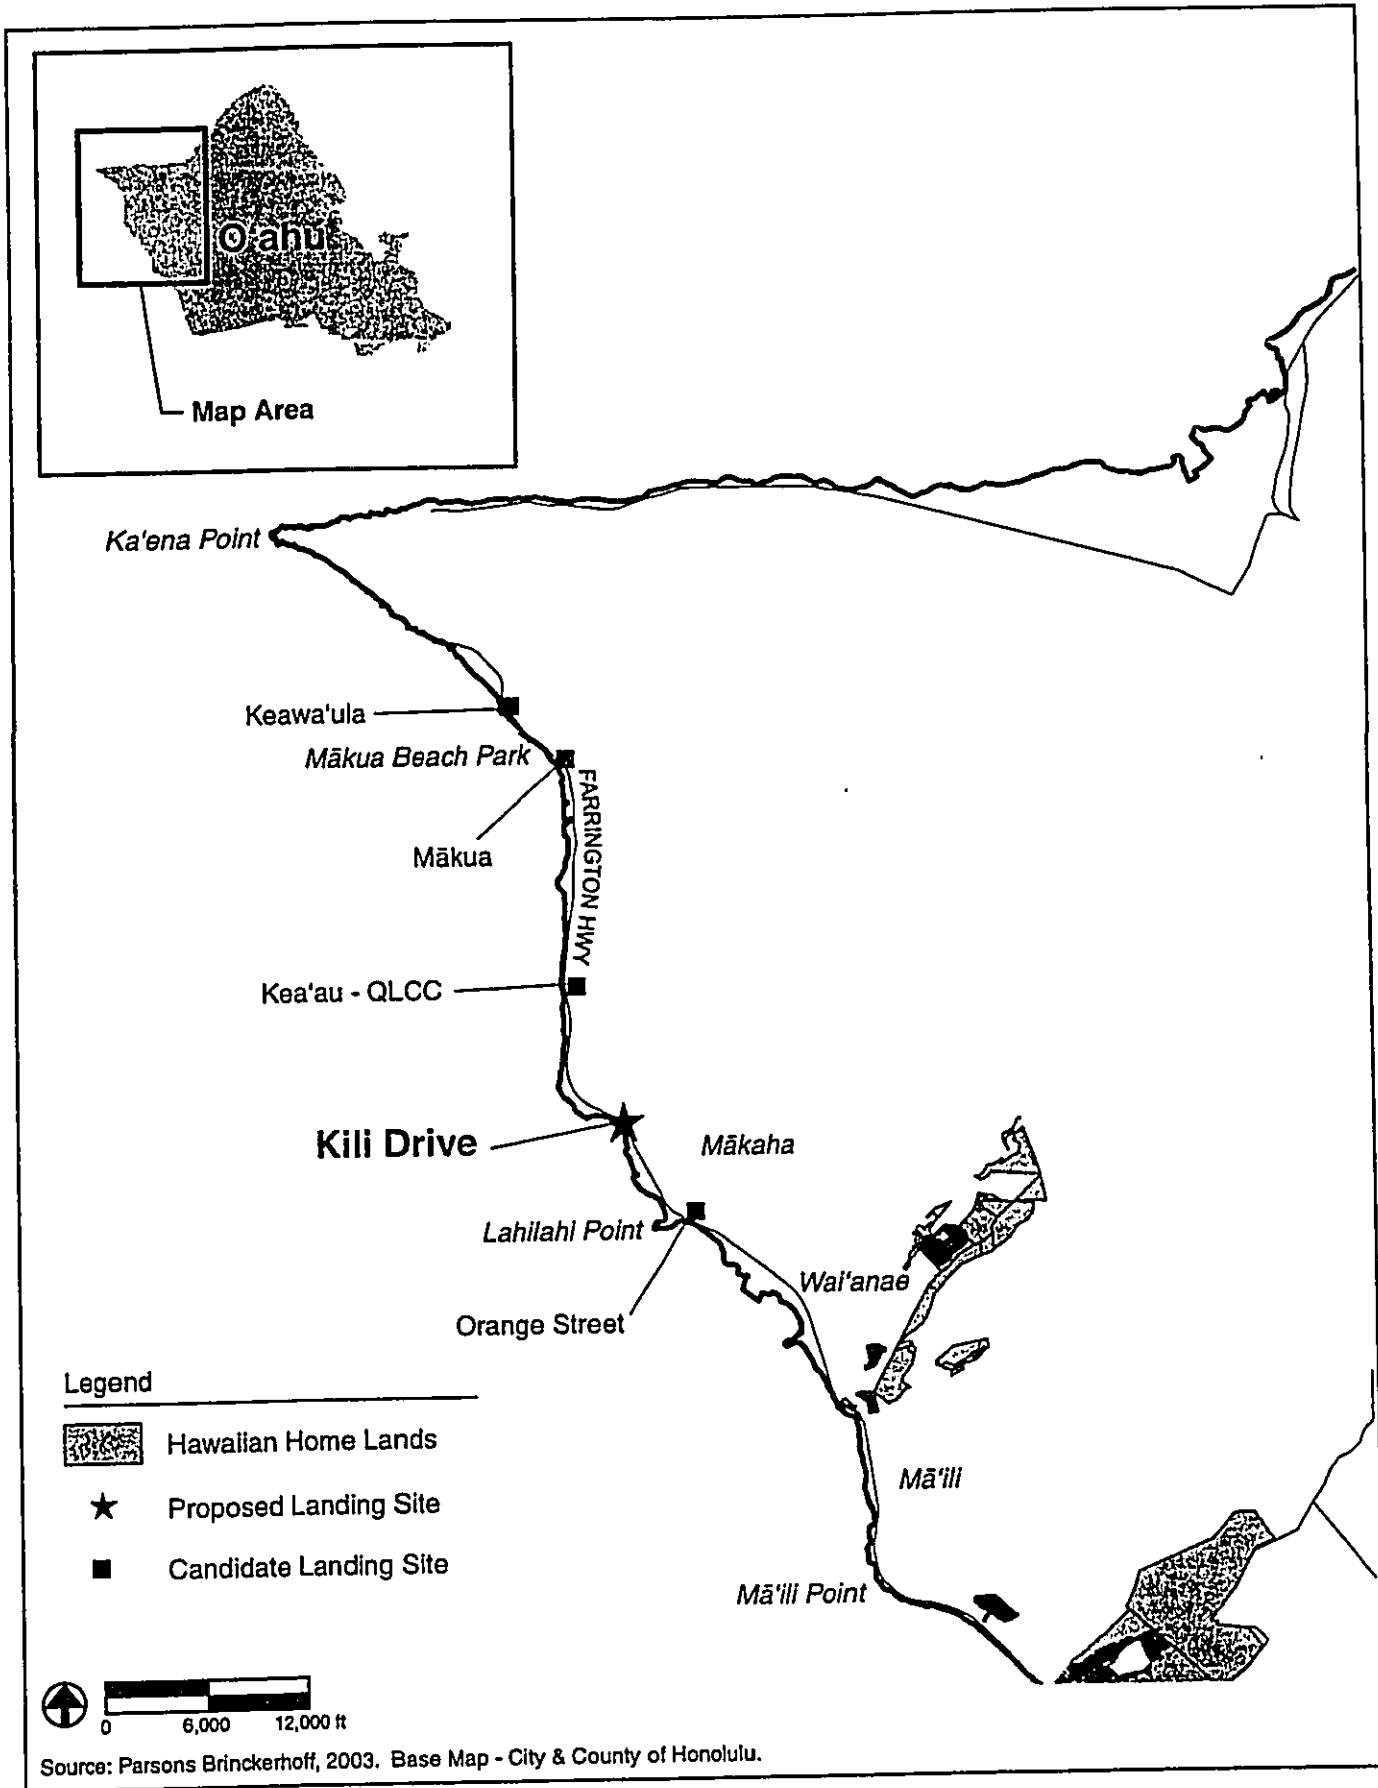 O'ahu
Map Area
Ka'ena Point
Keawa'ula
Mākua Beach Park
FARRINGTON HWY
Mākua
Kea'au - QLCC
Kili Drive
Mākaha
Lahilahi Point
Wai'anae
Orange Street
Legend
Hawaiian Home Lands
Mā'ili
Proposed Landing Site
Candidate Landing Site
Mā'ili Point
0 6,000 12,000 ft
Source: Parsons Brinckerhoff, 2003. Base Map - City & County of Honolulu.